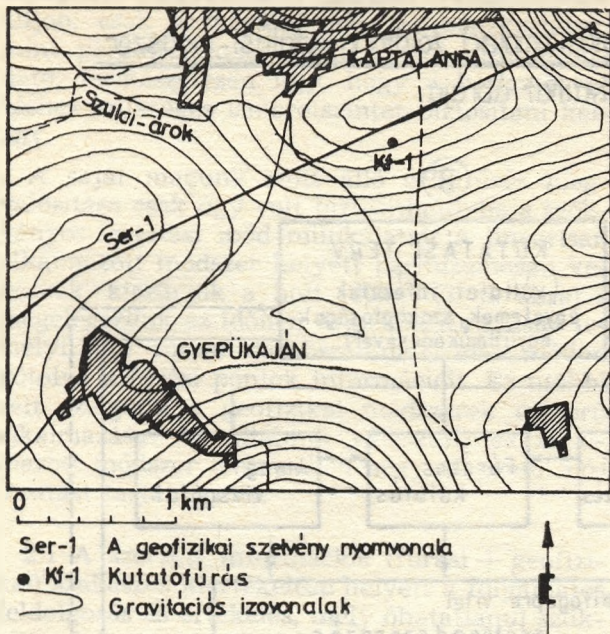 KÁPTALANFA
Szulai-árok
Kf-1
Ser-1
GYEPÜKAJÁN
0 1 km
Ser-1 A geofizikai szelvény nyomvonala
Kf-1 Kutatófúrás
Gravitációs izovonalak
É